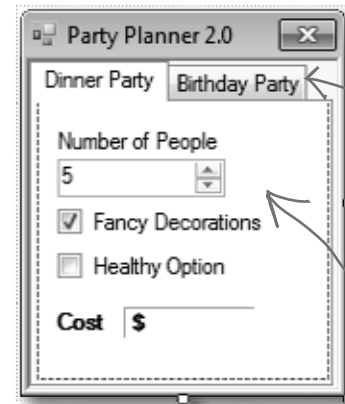 Party Planner 2.0
Dinner Party Birthday Party
Number of People
5
Fancy Decorations
Healthy Option
Cost $